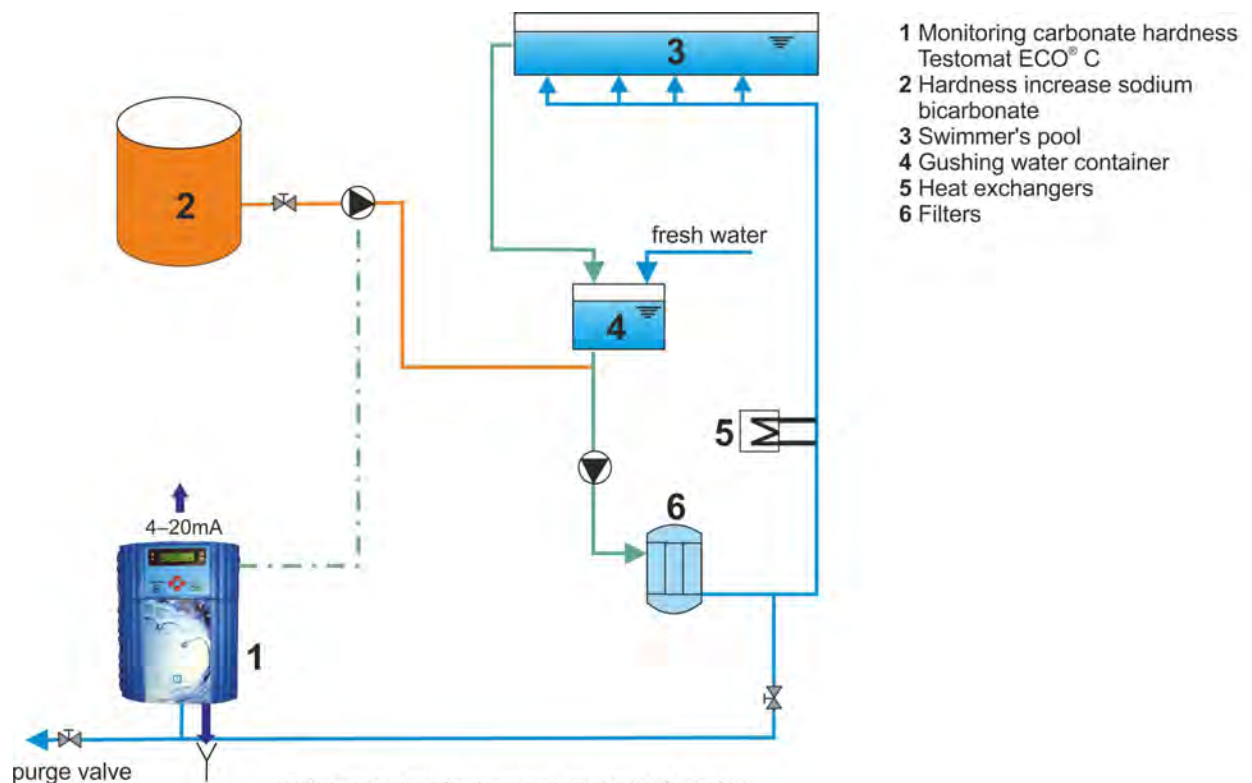 1 Monitoring carbonate hardness
Testomat ECO® C
2 Hardness increase sodium
bicarbonate
3 Swimmer's pool
4 Gushing water container
5 Heat exchangers
6 Filters
3
2
fresh water
4
5
6
4–20mA
1
purge valve